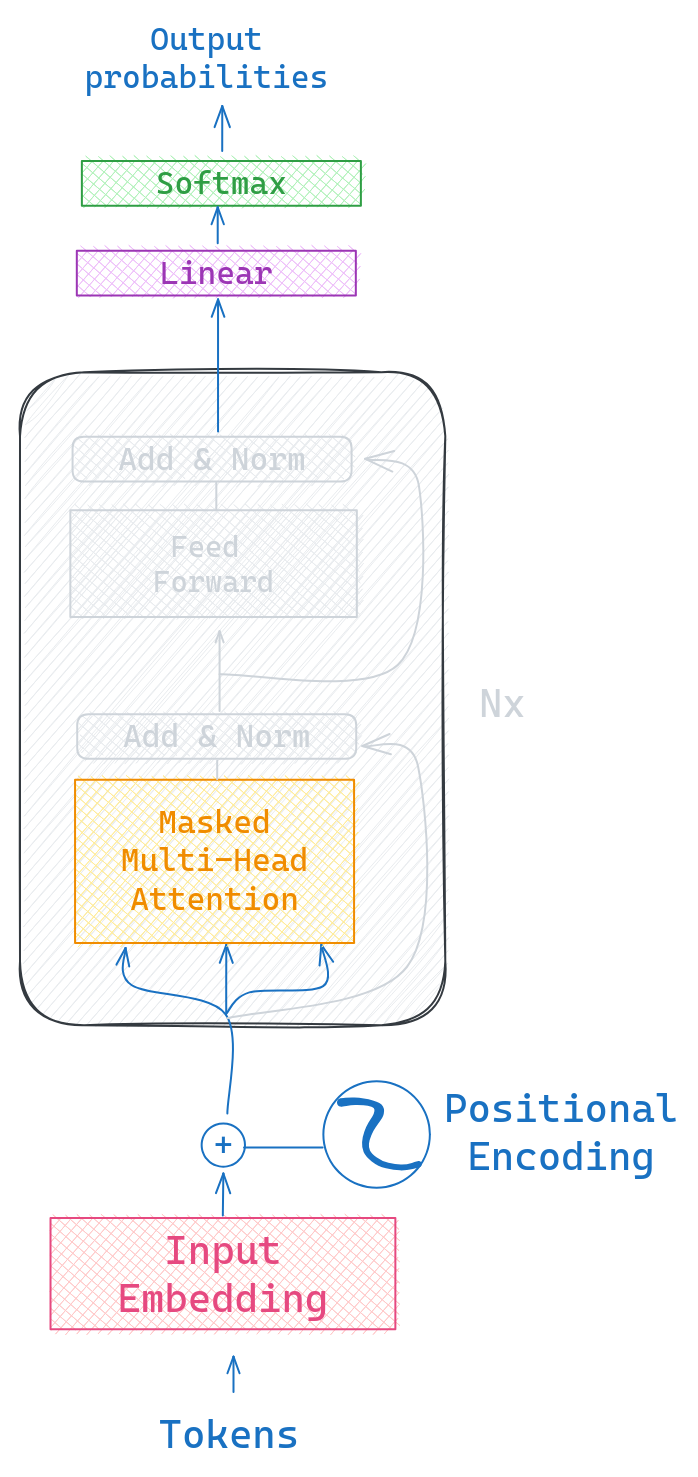 Output
probabilities
Softmax
Linear
Add & Norm
Feed
Forward
Nx
Add & Norm
Masked
Multi-Head
Attention
Positional
Encoding
+
Input
Embedding
Tokens